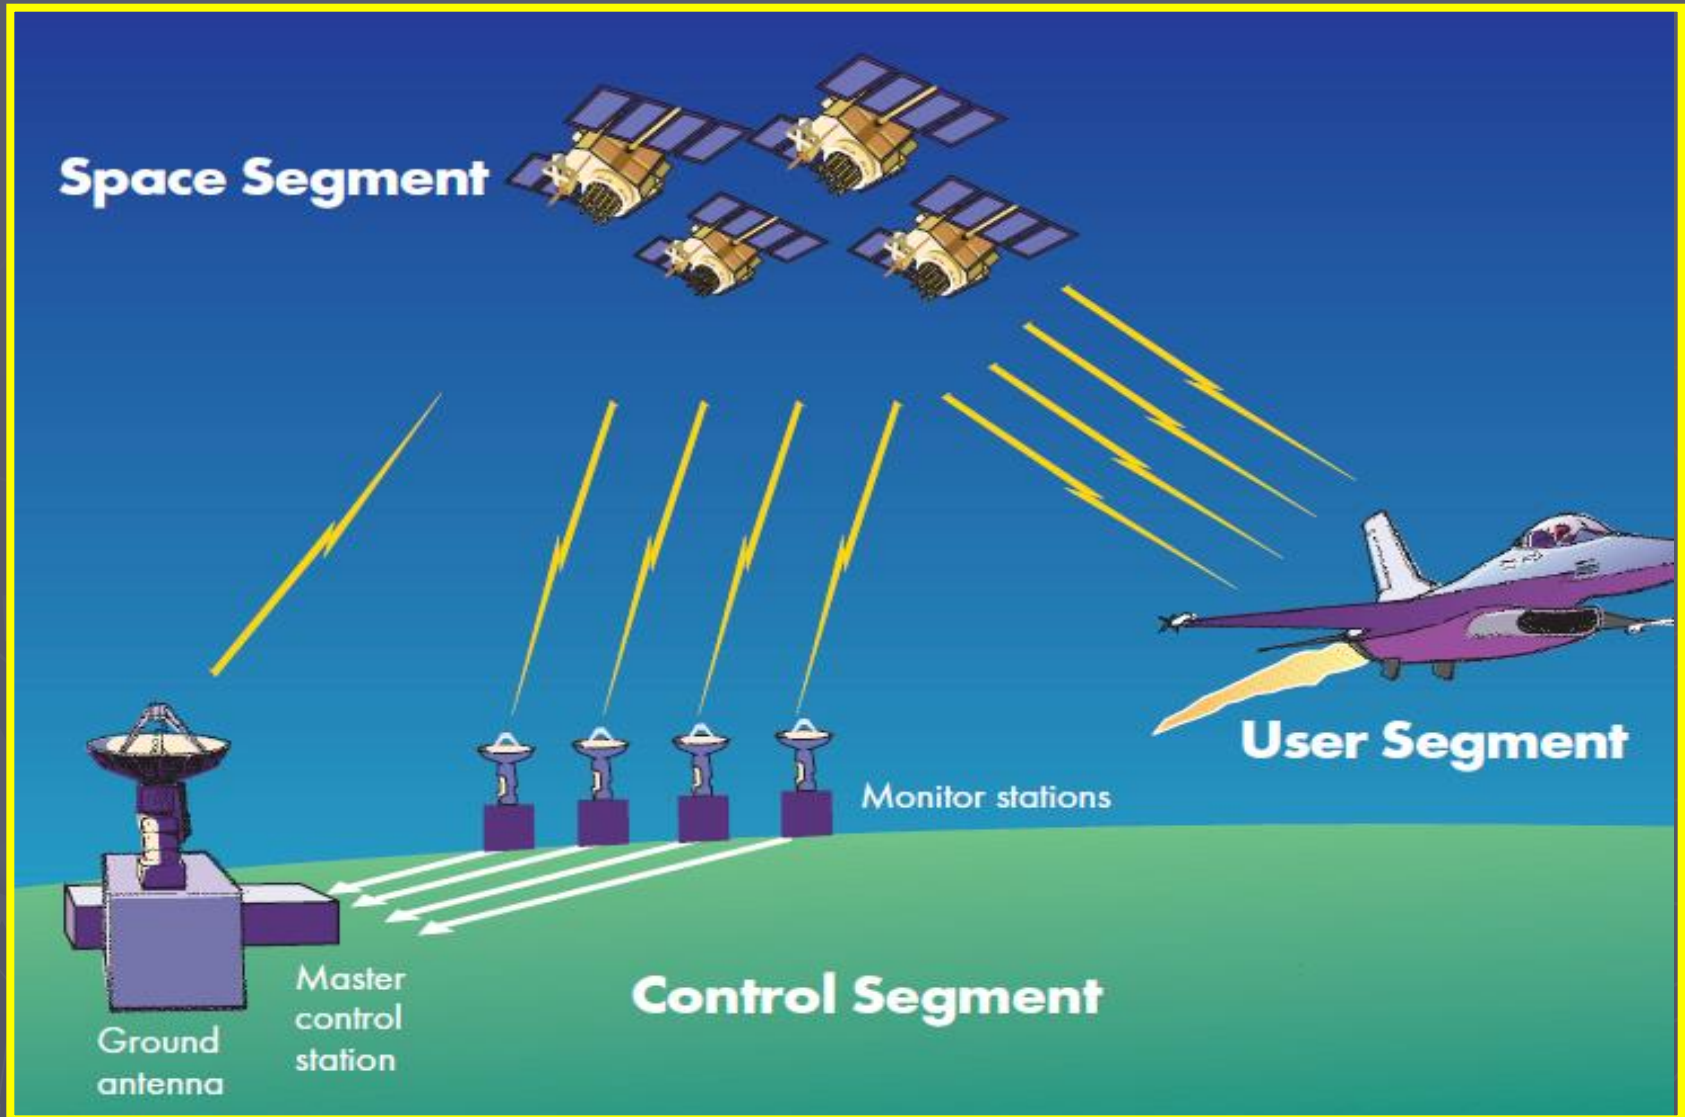 Space Segment
User Segment
Monitor stations
Control Segment
Master
control
station
Ground
antenna